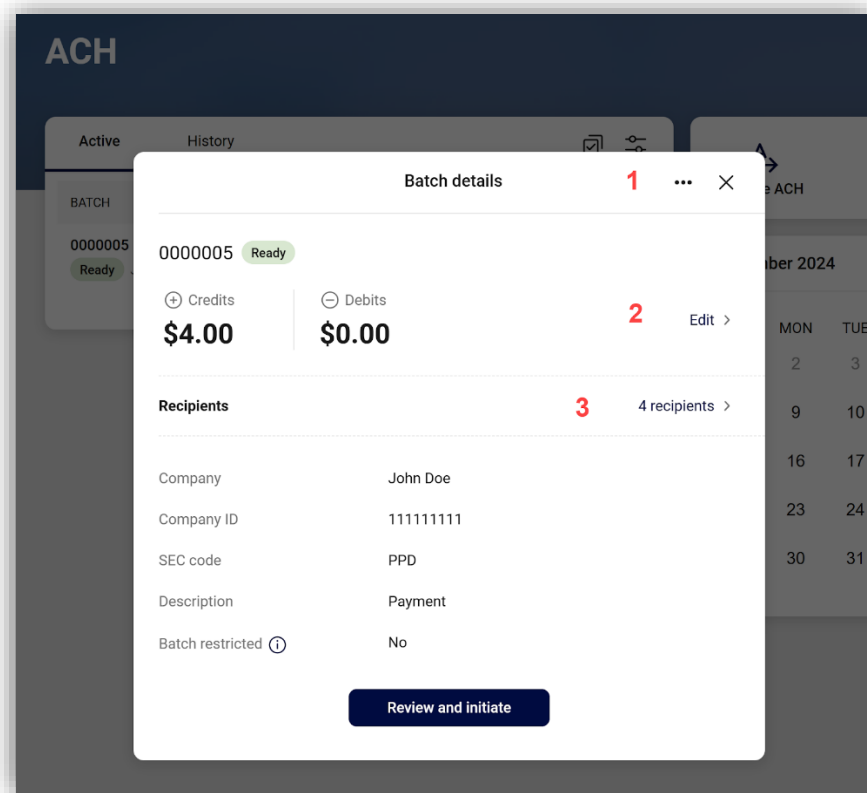 ACH
Active History
BATCH
0000005
Ready
Batch details 1
0000005 Ready
Credits Debits
$4.00 $0.00
2 Edit
Recipients 3 4 recipients
Company John Doe
Company ID 111111111
SEC code PPD
Description Payment
Batch restricted No
Review and initiate
ACH
2024
MON TUE
2 3
9 10
16 17
23 24
30 31